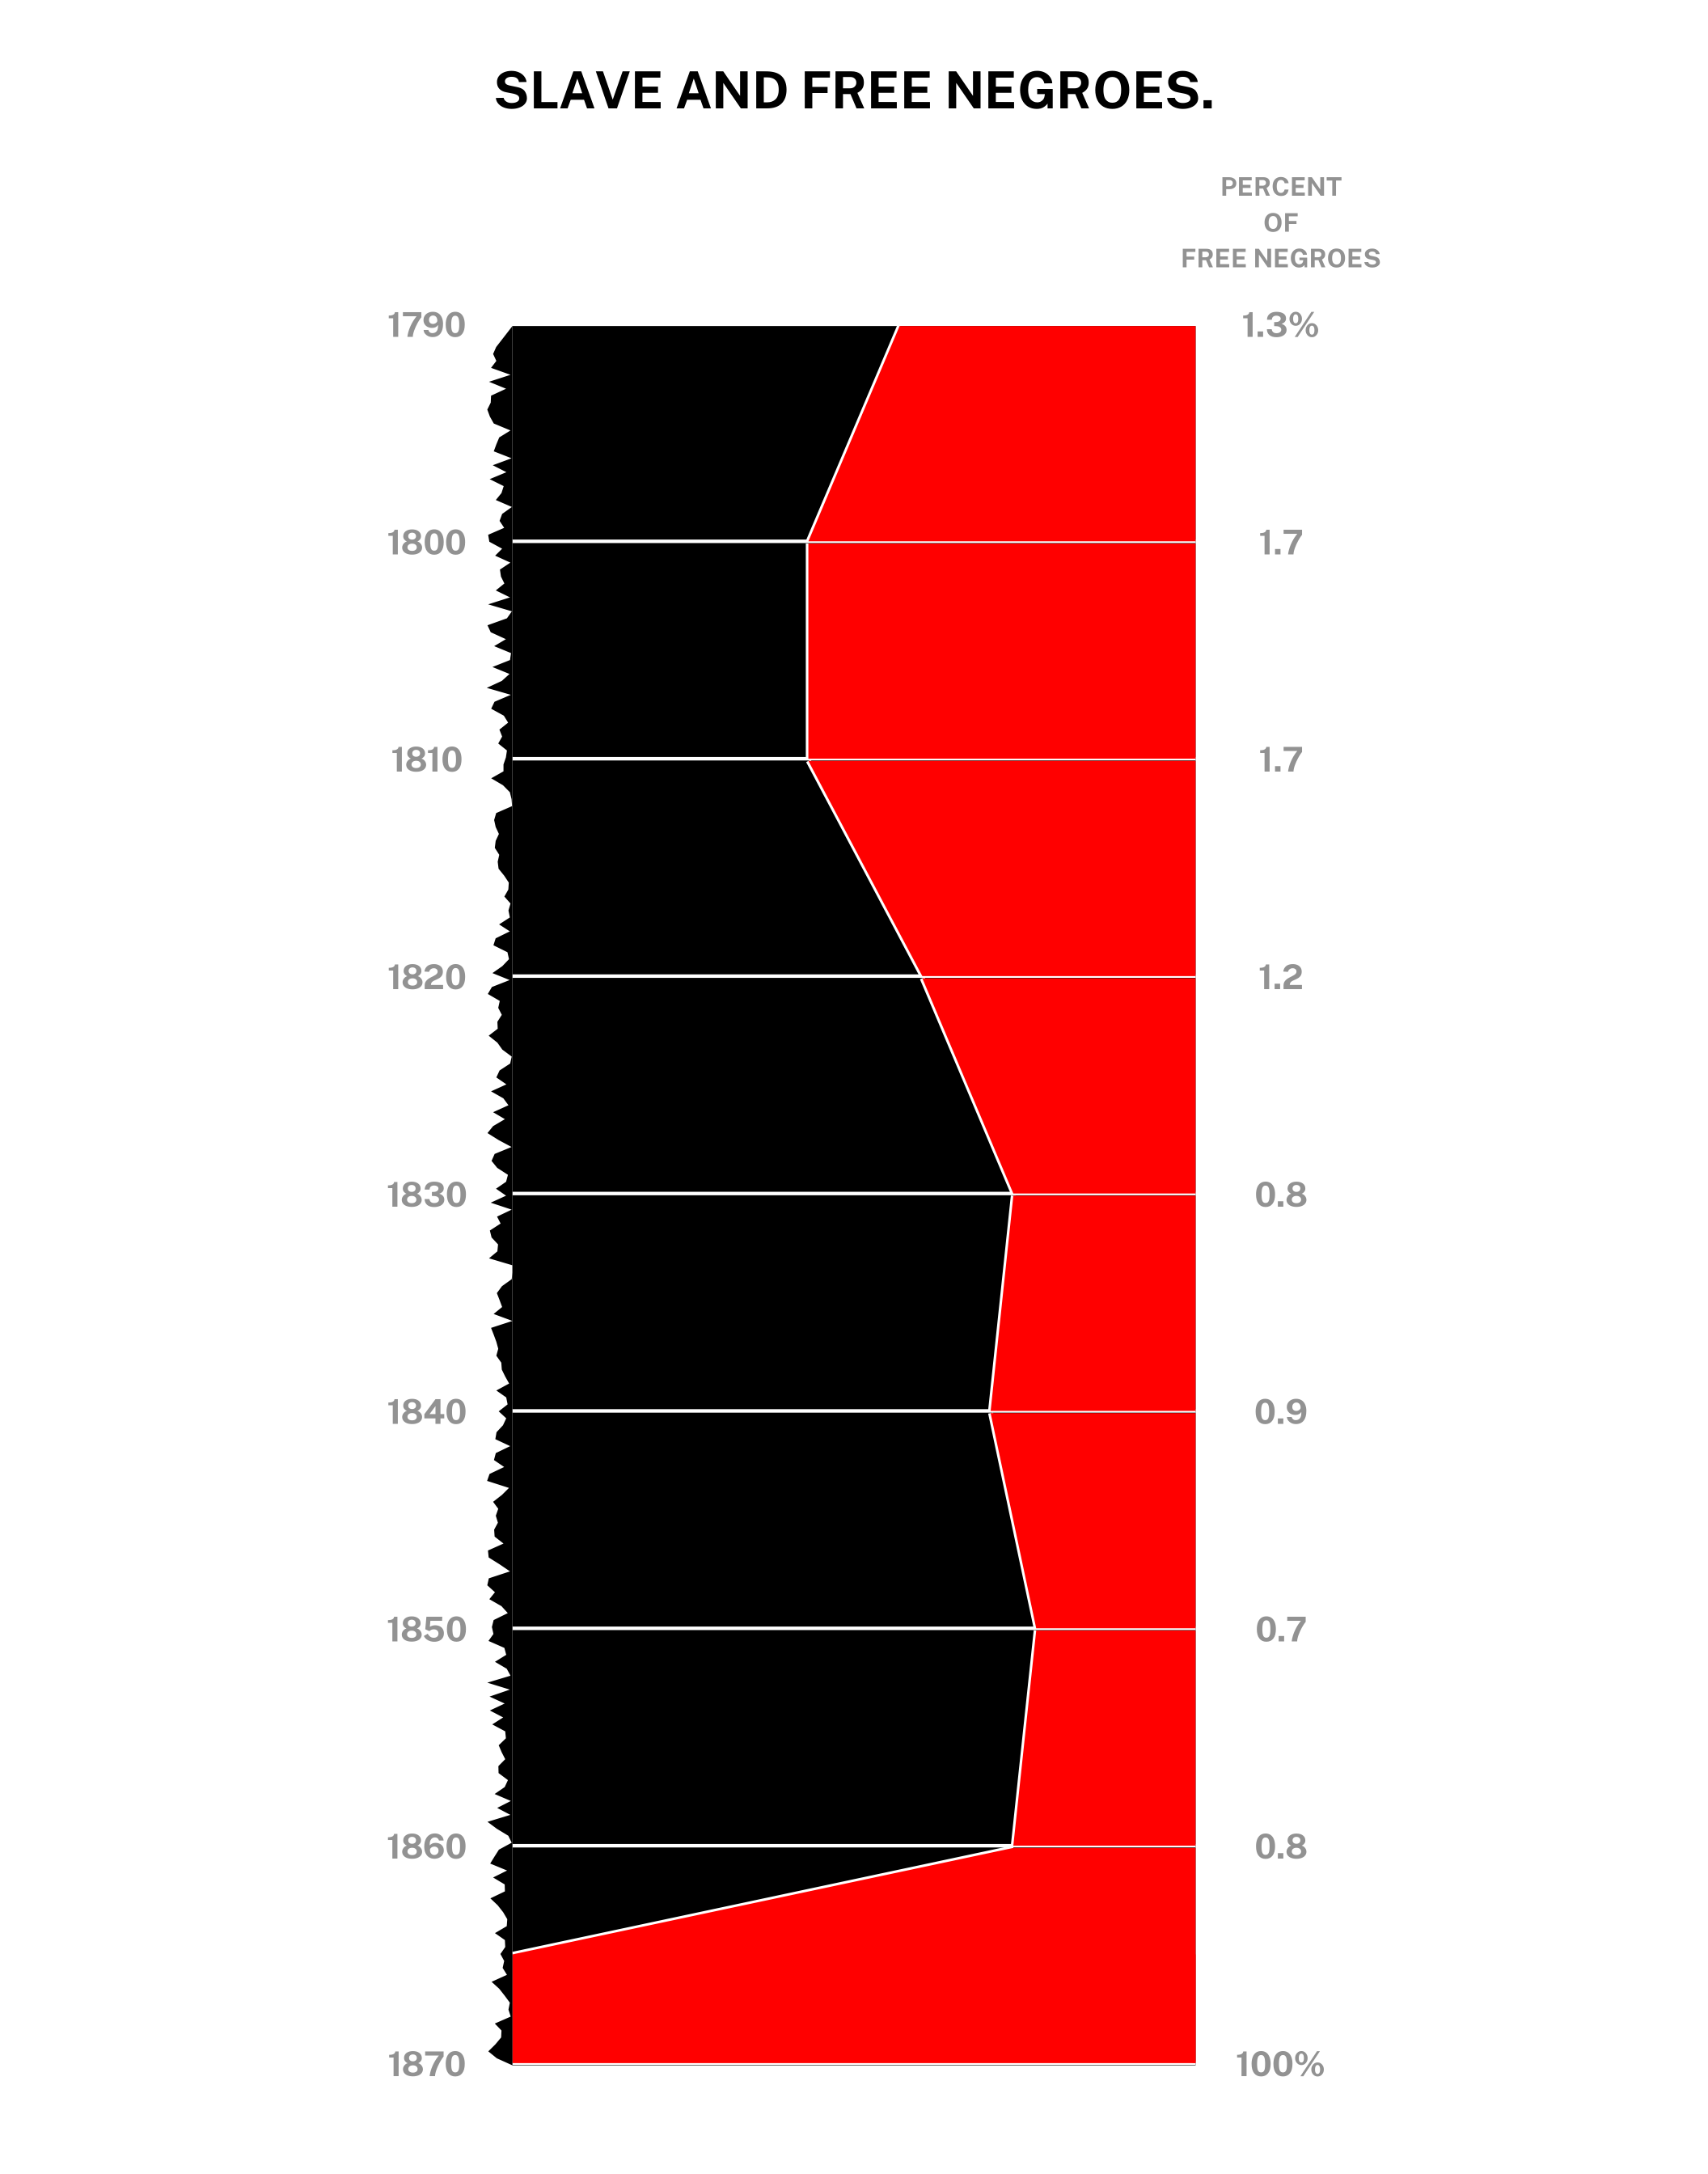 SLAVE AND FREE NEGROES.
PERCENT
OF
FREE NEGROES
1790 1.3%
1800 1.7
1810 1.7
1820 1.2
1830 0.8
1840 0.9
1850 0.7
1860 0.8
1870 100%